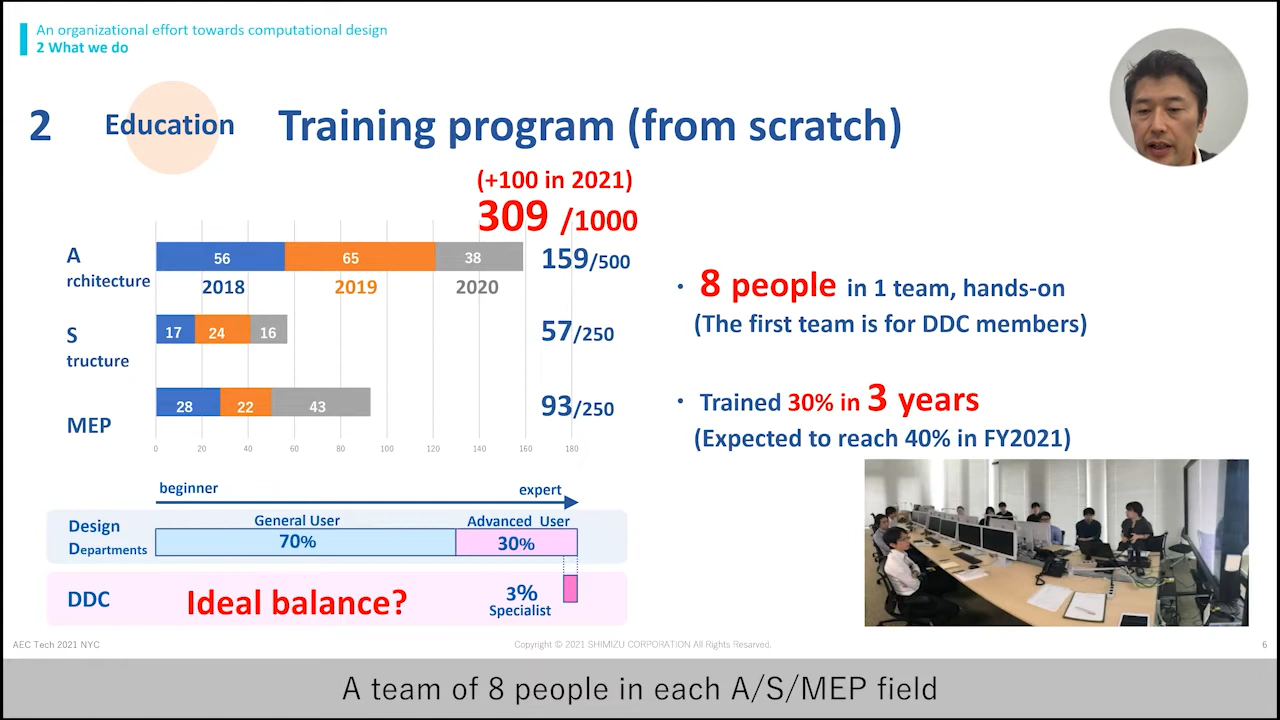 An organizational effort towards computational design
2 What we do
2 Education Training program (from scratch)
(+100 in 2021)
309 /1000
A
rchitecture
56 65 38
159/500
2018 2019 2020
S
tructure
17 24 16
57/250
MEP
28 22 43
93/250
0 20 40 60 80 100 120 140 160 180
・ 8 people in 1 team, hands-on
(The first team is for DDC members)
・ Trained 30% in 3 years
(Expected to reach 40% in FY2021)
beginner expert
Design
Departments
General User
70%
Advanced User
30%
DDC
Ideal balance?
3%
Specialist
AEC Tech 2021 NYC
Copyright © 2021 SHIMIZU CORPORATION All Rights Reserved.
6
A team of 8 people in each A/S/MEP field